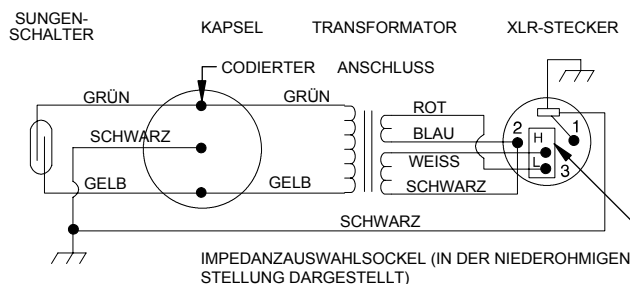 SUNGEN-
SCHALTER
KAPSEL
TRANSFORMATOR
XLR-STECKER
CODIERTER ANSCHLUSS
GRÜN
GRÜN
ROT
BLAU
2
H
1
SCHWARZ
WEISS
L
3
GELB
GELB
SCHWARZ
SCHWARZ
IMPEDANZAUSWAHLSOCKEL (IN DER NIEDEROHMIGEN
STELLUNG DARGESTELLT)